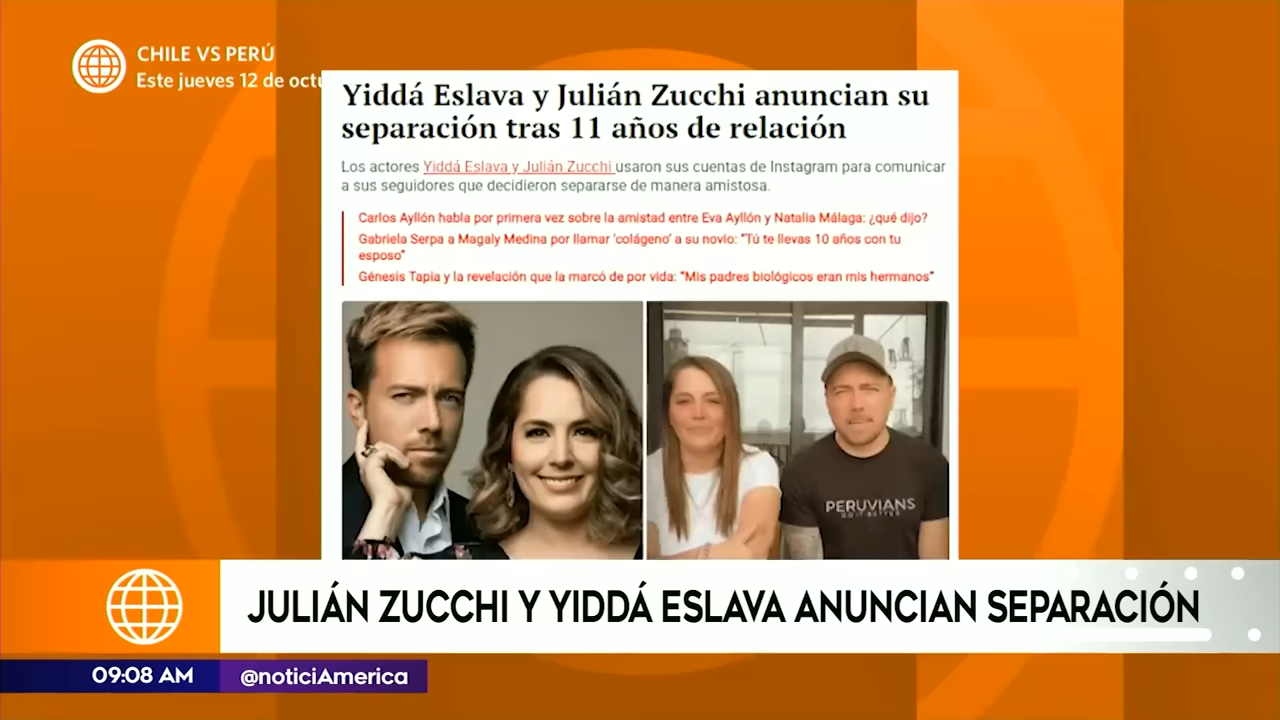 CHILE VS PERÚ
Este jueves 12 de octu
Yiddá Eslava y Julián Zucchi anuncian su
separación tras 11 años de relación
Los actores Yiddá Eslava y Julián Zucchi usaron sus cuentas de Instagram para comunicar
a sus seguidores que decidieron separarse de manera amistosa.
Carlos Ayllón habla por primera vez sobre la amistad entre Eva Ayllón y Natalia Málaga: ¿qué dijo?
Gabriela Serpa a Magaly Medina por llamar ‘colágeno’ a su novio: “Tú te llevas 10 años con tu
esposo”
Génesis Tapia y la revelación que la marcó de por vida: “Mis padres biológicos eran mis hermanos”
PERUVIANS
DO IT BETTER
JULIÁN ZUCCHI Y YIDDÁ ESLAVA ANUNCIAN SEPARACIÓN
09:08 AM
@noticiAmerica